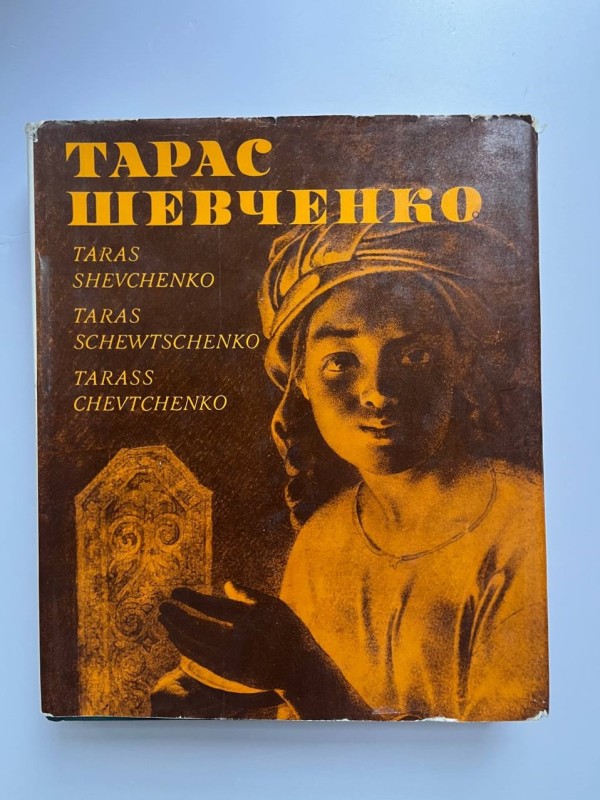 ТАРАС
ШЕВЧЕНКО
TARAS
SHEVCHENKO
TARAS
SCHEWTSCHENKO
TARASS
CHEVTCHENKO